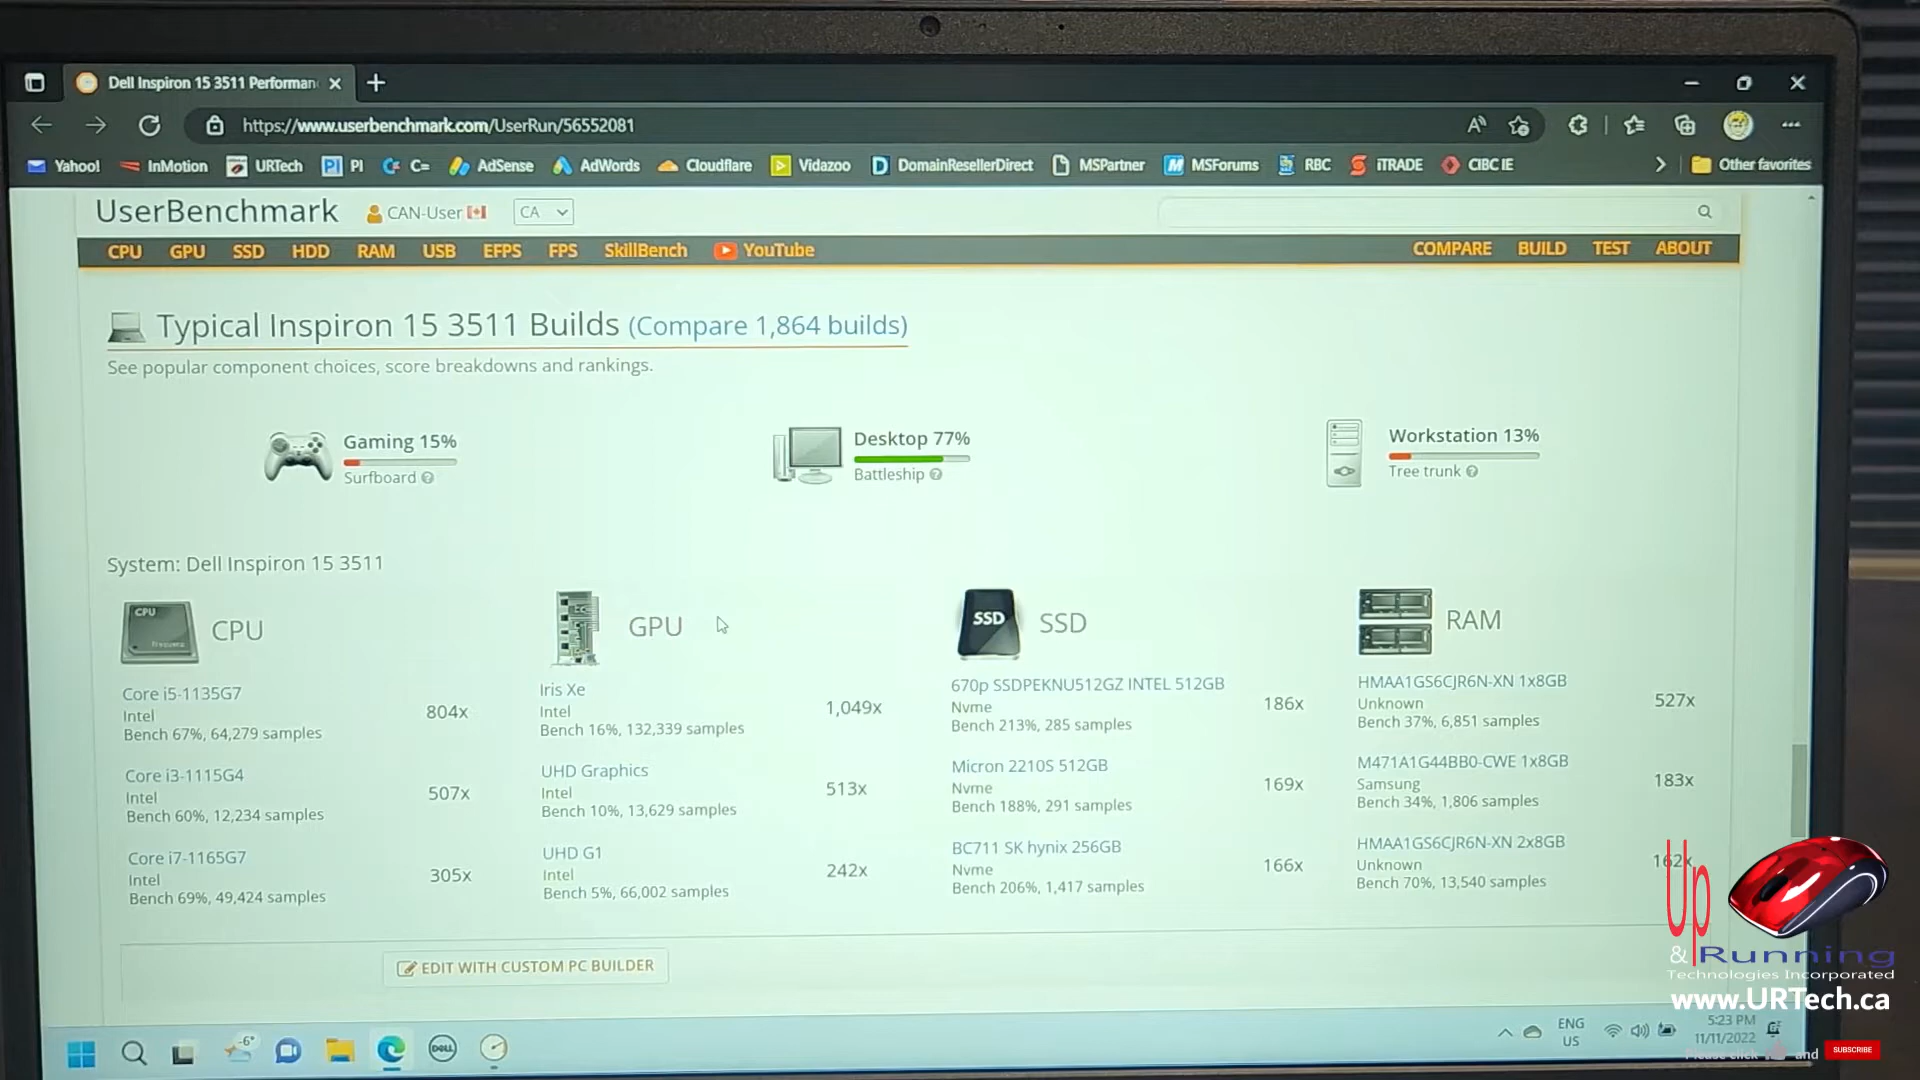 Dell Inspiron 15 3511 Performan
https://www.userbenchmark.com/UserRun/56552081
Yahoo! InMotion URTech PI C= AdSense AdWords Cloudflare Vidazoo DomainResellerDirect MSPartner MSForums RBC iTRADE CIBC IE Other favorites
UserBenchmark CAN-User CA
CPU GPU SSD HDD RAM USB EFPS FPS SkillBench YouTube COMPARE BUILD TEST ABOUT
Typical Inspiron 15 3511 Builds (Compare 1,864 builds)
See popular component choices, score breakdowns and rankings.
Gaming 15%
Surfboard
Desktop 77%
Battleship
Workstation 13%
Tree trunk
System: Dell Inspiron 15 3511
CPU
CPU
Core i5-1135G7
Intel
Bench 67%, 64,279 samples
804x
Core i3-1115G4
Intel
Bench 60%, 12,234 samples
507x
Core i7-1165G7
Intel
Bench 69%, 49,424 samples
305x
GPU
Iris Xe
Intel
Bench 16%, 132,339 samples
1,049x
UHD Graphics
Intel
Bench 10%, 13,629 samples
513x
UHD G1
Intel
Bench 5%, 66,002 samples
242x
SSD
SSD
670p SSDPEKNU512GZ INTEL 512GB
Nvme
Bench 213%, 285 samples
186x
Micron 2210S 512GB
Nvme
Bench 188%, 291 samples
169x
BC711 SK hynix 256GB
Nvme
Bench 206%, 1,417 samples
166x
RAM
HMAA1GS6CJR6N-XN 1x8GB
Unknown
Bench 37%, 6,851 samples
527x
M471A1G44BB0-CWE 1x8GB
Samsung
Bench 34%, 1,806 samples
183x
HMAA1GS6CJR6N-XN 2x8GB
Unknown
Bench 70%, 13,540 samples
162x
EDIT WITH CUSTOM PC BUILDER
Up
& Running
Technologies Incorporated
www.URTech.ca
-6°
DELL
ENG
US
5:23 PM
11/11/2022
Please click and SUBSCRIBE